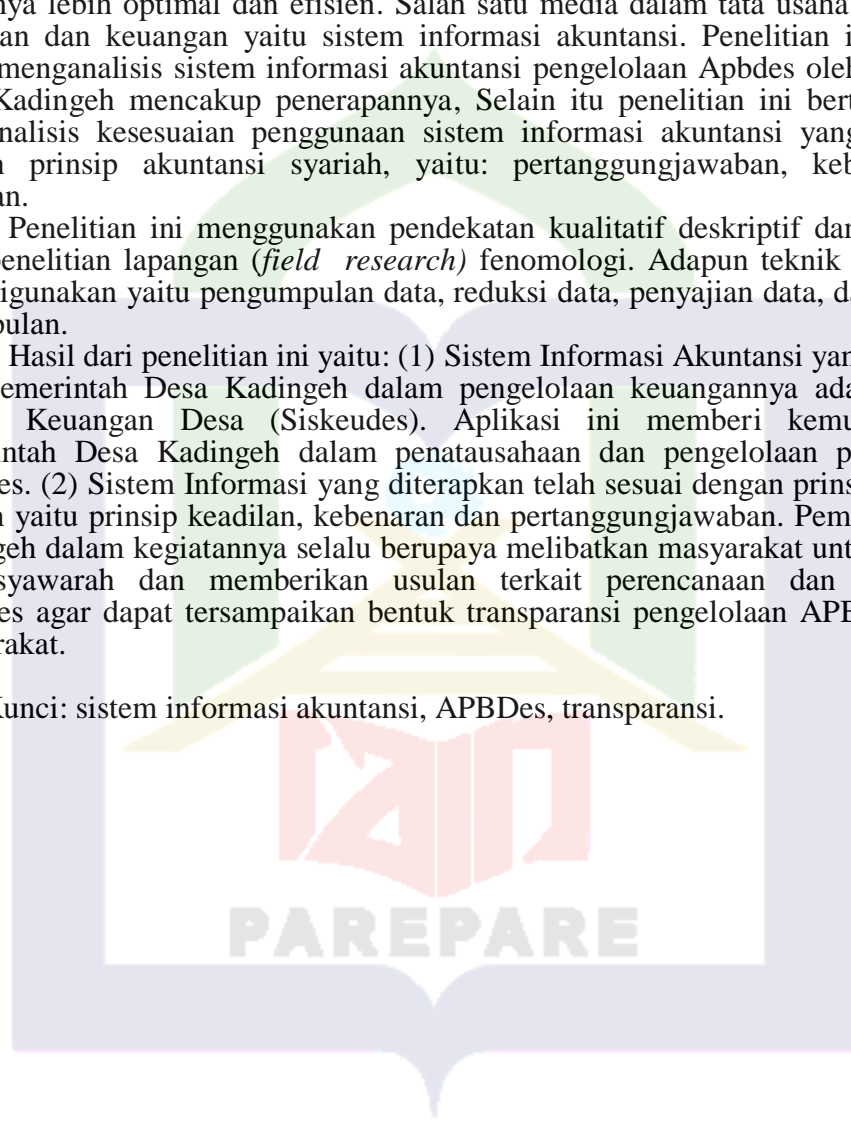 nya lebih optimal dan efisien. Salah satu media dalam tata usaha
an dan keuangan yaitu sistem informasi akuntansi. Penelitian i
menganalisis sistem informasi akuntansi pengelolaan Apbdes oleh
Kadingeh mencakup penerapannya, Selain itu penelitian ini bert
nalisis kesesuaian penggunaan sistem informasi akuntansi yang
n prinsip akuntansi syariah, yaitu: pertanggungjawaban, keb
an.
Penelitian ini menggunakan pendekatan kualitatif deskriptif dan
penelitian lapangan (field research) fenomologi. Adapun teknik
igunakan yaitu pengumpulan data, reduksi data, penyajian data, da
pulan.
Hasil dari penelitian ini yaitu: (1) Sistem Informasi Akuntansi yan
emerintah Desa Kadingeh dalam pengelolaan keuangannya ada
Keuangan Desa (Siskeudes). Aplikasi ini memberi kemu
intah Desa Kadingeh dalam penatausahaan dan pengelolaan p
es. (2) Sistem Informasi yang diterapkan telah sesuai dengan prins
n yaitu prinsip keadilan, kebenaran dan pertanggungjawaban. Pem
geh dalam kegiatannya selalu berupaya melibatkan masyarakat unt
syawarah dan memberikan usulan terkait perencanaan dan
es agar dapat tersampaikan bentuk transparansi pengelolaan APB
rakat.
Kunci: sistem informasi akuntansi, APBDes, transparansi.
PAREPARE